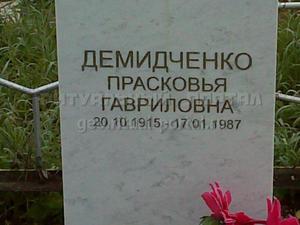 ДЕМИДЧЕНКО
ПРАСКОВЬЯ
ГАВРИЛОВНА
20.10.1915 - 17.01.1987